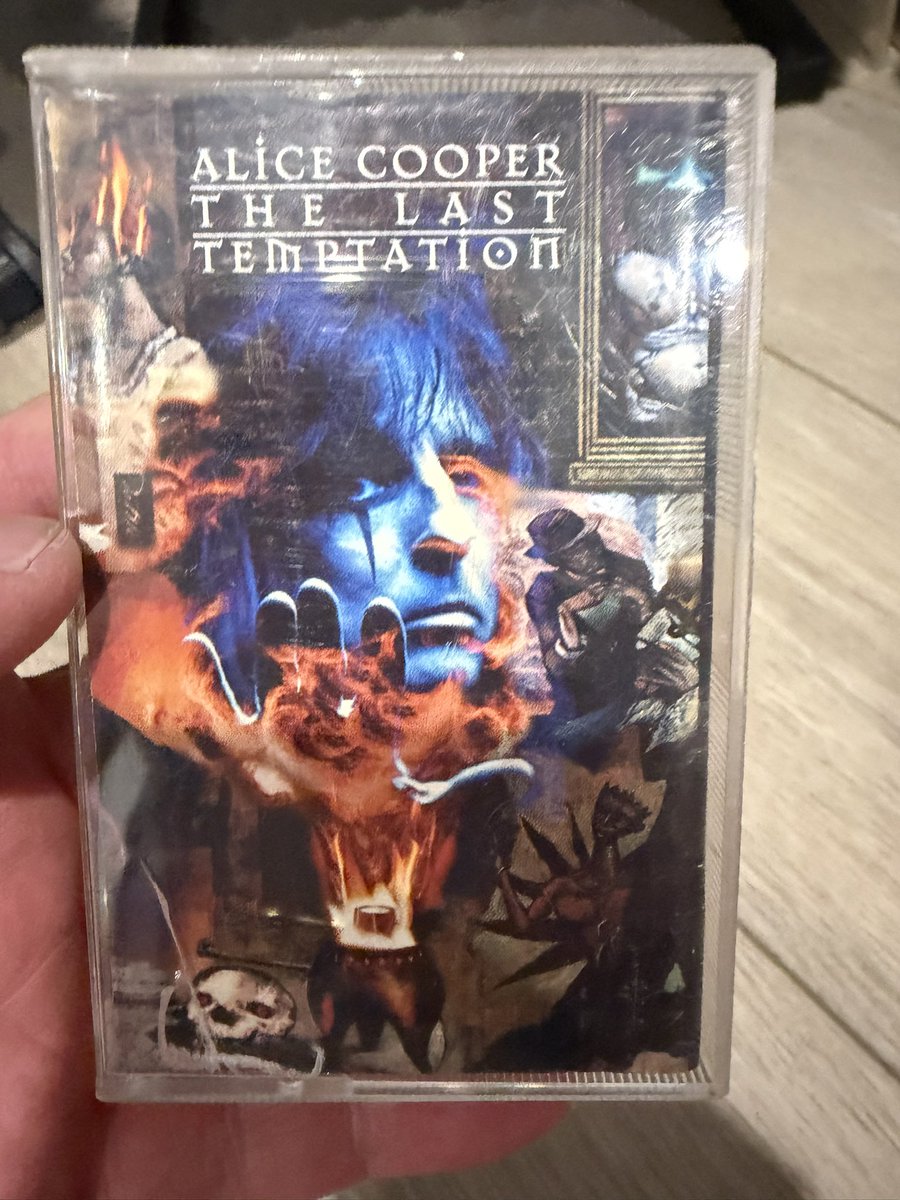 ALiCE COOPER
THE LAST
TEMPTATiON